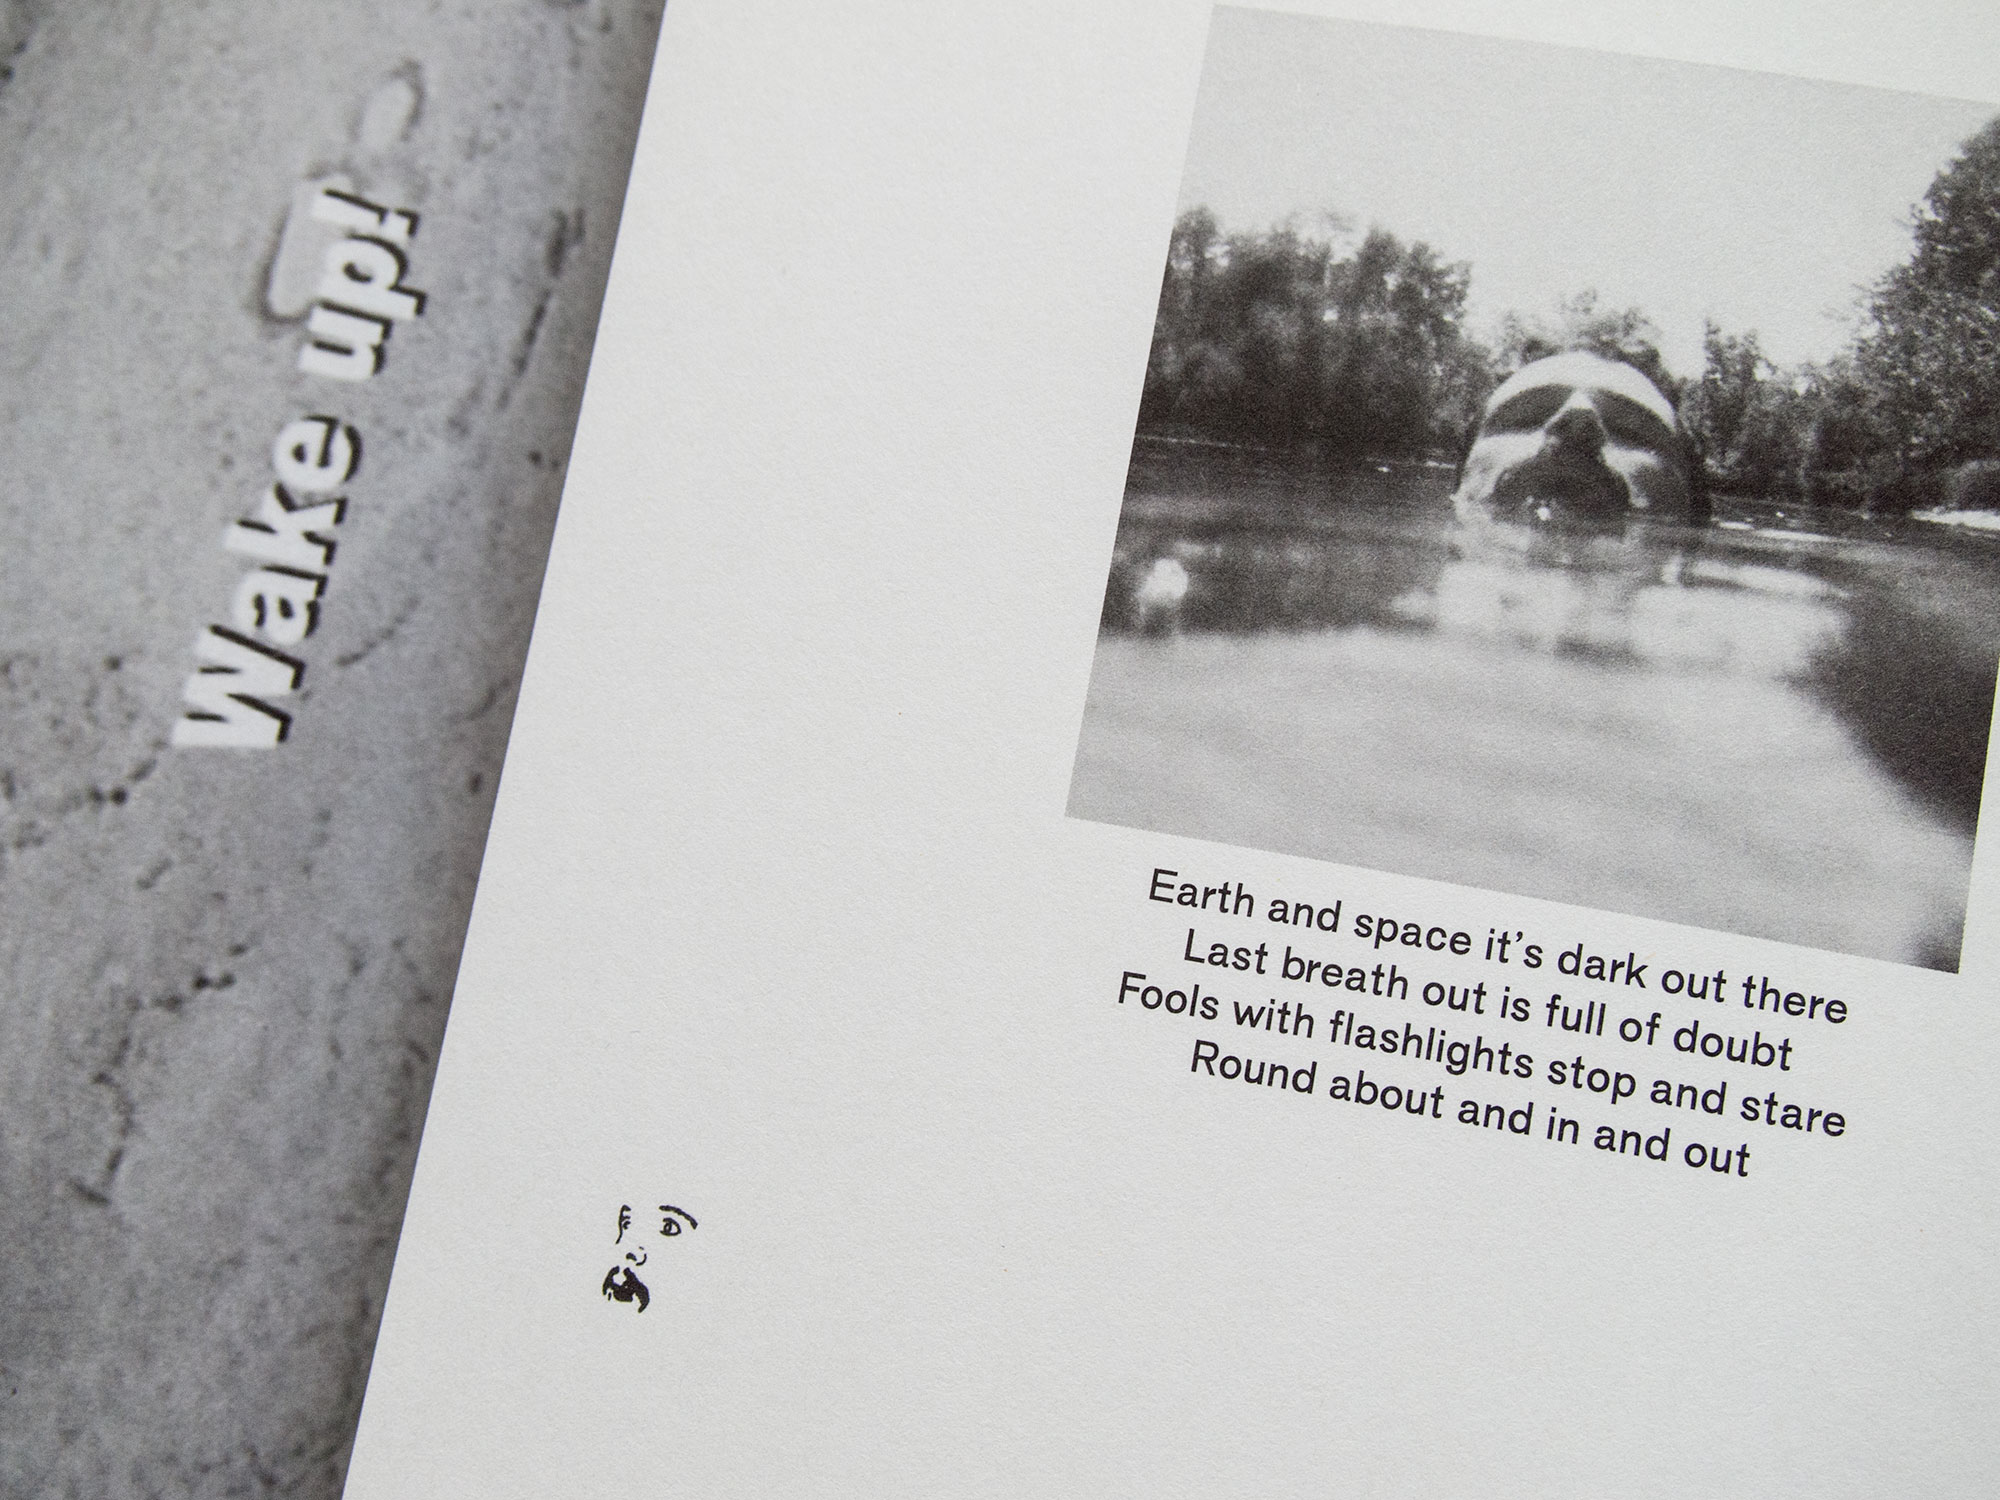 Wake up!
Earth and space it’s dark out there
Last breath out is full of doubt
Fools with flashlights stop and stare
Round about and in and out